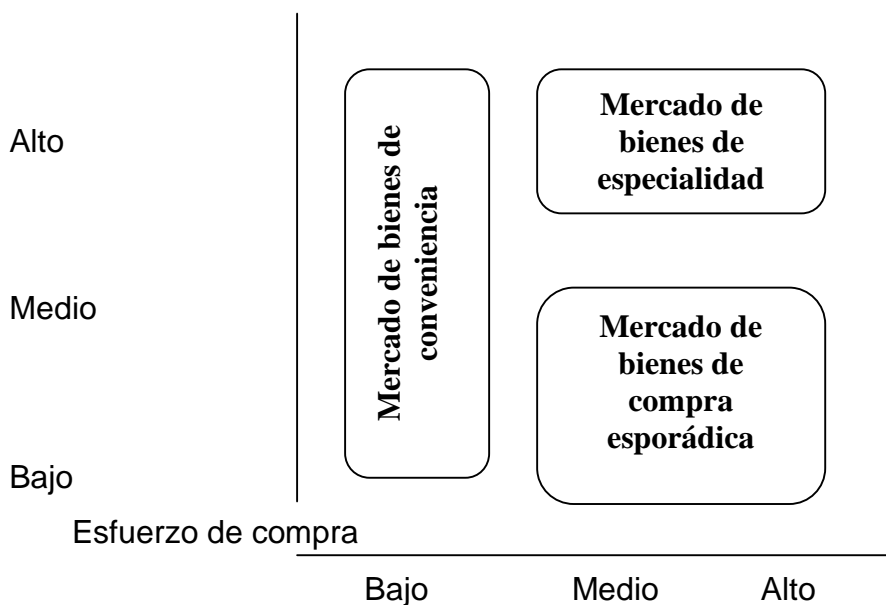 Alto
Medio
Bajo
Mercado de bienes de
conveniencia
Mercado de
bienes de
especialidad
Mercado de
bienes de
compra
esporádica
Esfuerzo de compra
Bajo Medio Alto